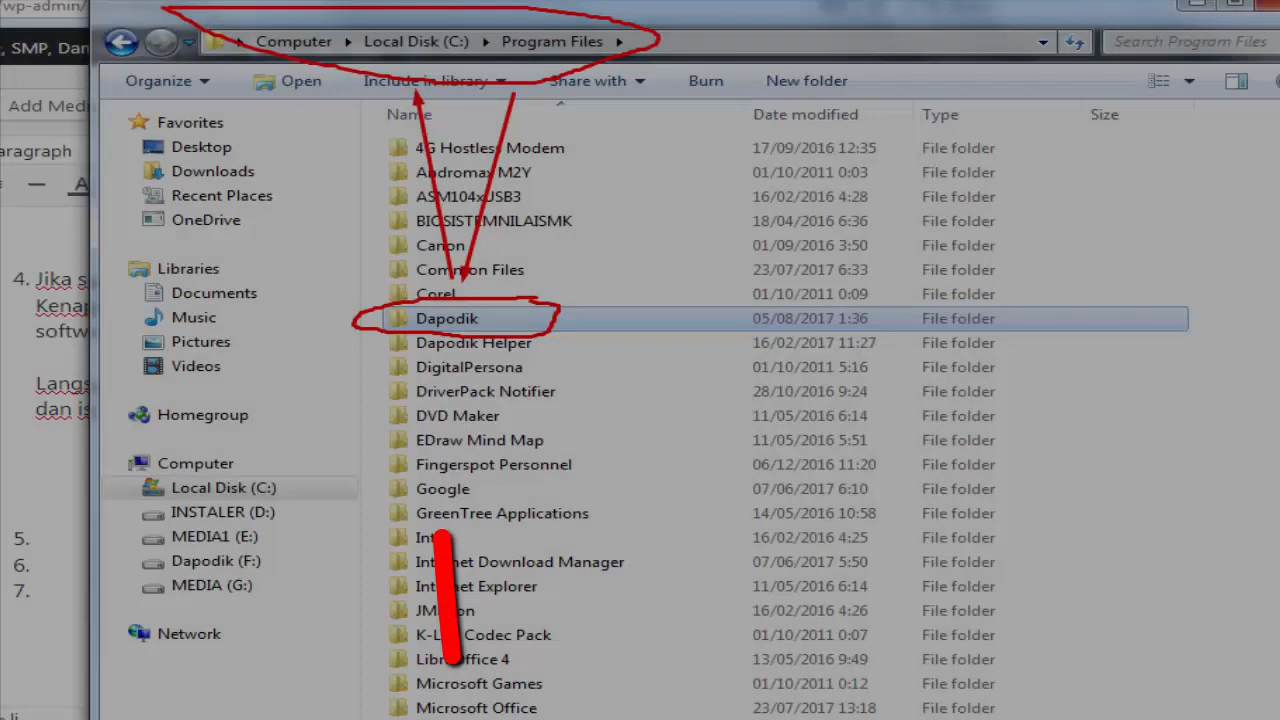 /wp-admin/
, SMP, Dan
Add Medi
aragraph
4. Jika s
Kenap
softw
Langs
dan is
5.
6.
7.
Computer Local Disk (C:) Program Files
Search Program Files
Organize Open Include in library Share with Burn New folder
Favorites
Desktop
Downloads
Recent Places
OneDrive
Libraries
Documents
Music
Pictures
Videos
Homegroup
Computer
Local Disk (C:)
INSTALER (D:)
MEDIA1 (E:)
Dapodik (F:)
MEDIA (G:)
Network
Name Date modified Type Size
4G Hostless Modem 17/09/2016 12:35 File folder
Andromax M2Y 01/10/2011 0:03 File folder
ASM104xUSB3 16/02/2016 4:28 File folder
BIOSISTEMNILAISMK 18/04/2016 6:36 File folder
Canon 01/09/2016 3:50 File folder
Common Files 23/07/2017 6:33 File folder
Corel 01/10/2011 0:09 File folder
Dapodik 05/08/2017 1:36 File folder
Dapodik Helper 16/02/2017 11:27 File folder
DigitalPersona 01/10/2011 5:16 File folder
DriverPack Notifier 28/10/2016 9:24 File folder
DVD Maker 11/05/2016 6:14 File folder
EDraw Mind Map 11/05/2016 5:51 File folder
Fingerspot Personnel 06/12/2016 11:20 File folder
Google 07/06/2017 6:10 File folder
GreenTree Applications 14/05/2016 10:58 File folder
16/02/2016 4:25 File folder
Internet Download Manager 07/06/2017 5:50 File folder
Internet Explorer 11/05/2016 6:14 File folder
16/02/2016 4:26 File folder
K-Lite Codec Pack 01/10/2011 0:07 File folder
LibreOffice 4 13/05/2016 9:49 File folder
Microsoft Games 01/10/2011 0:12 File folder
Microsoft Office 23/07/2017 13:18 File folder